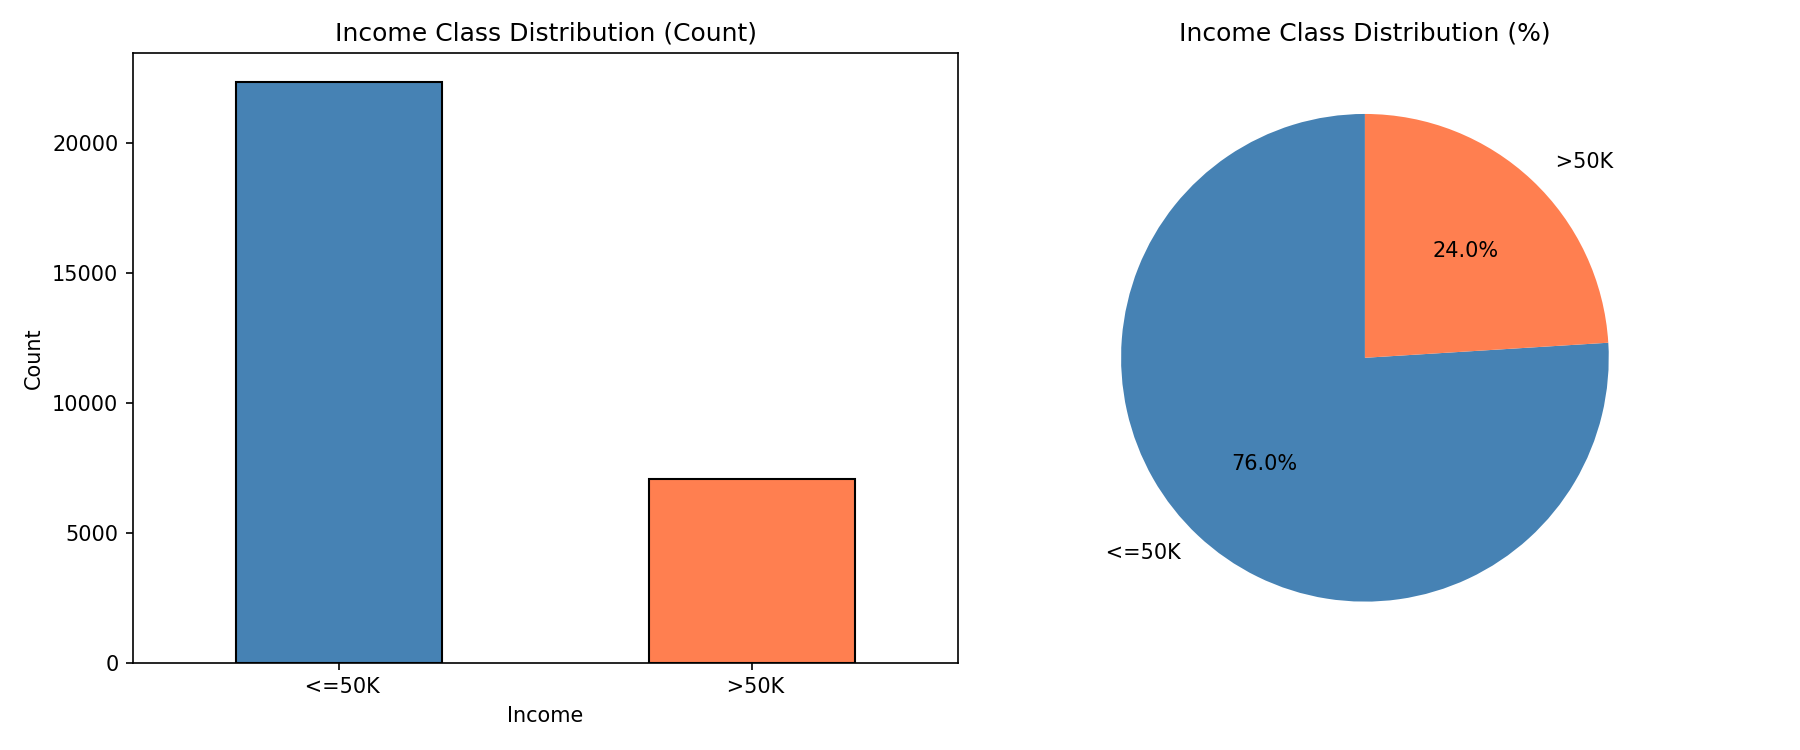 Income Class Distribution (Count)
Count
20000
15000
10000
5000
0
<=50K
>50K
Income
Income Class Distribution (%)
>50K
24.0%
76.0%
<=50K